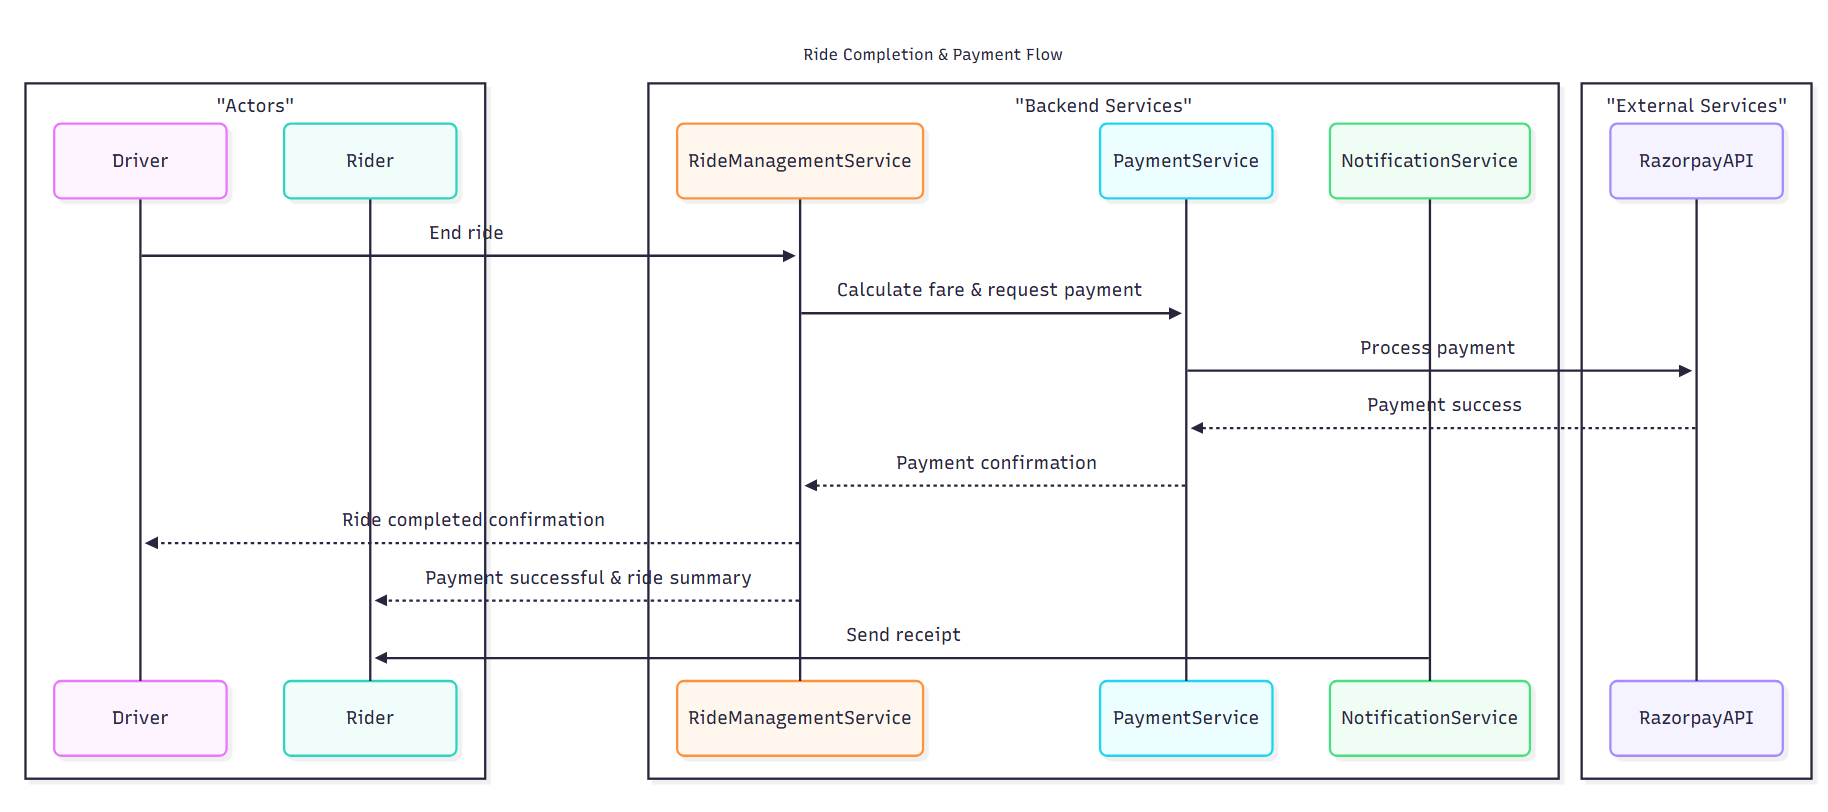 Ride Completion & Payment Flow
"Actors"
"Backend Services"
"External Services"
Driver
Rider
RideManagementService
PaymentService
NotificationService
RazorpayAPI
End ride
Calculate fare & request payment
Process payment
Payment success
Payment confirmation
Ride completed confirmation
Payment successful & ride summary
Send receipt
Driver
Rider
RideManagementService
PaymentService
NotificationService
RazorpayAPI